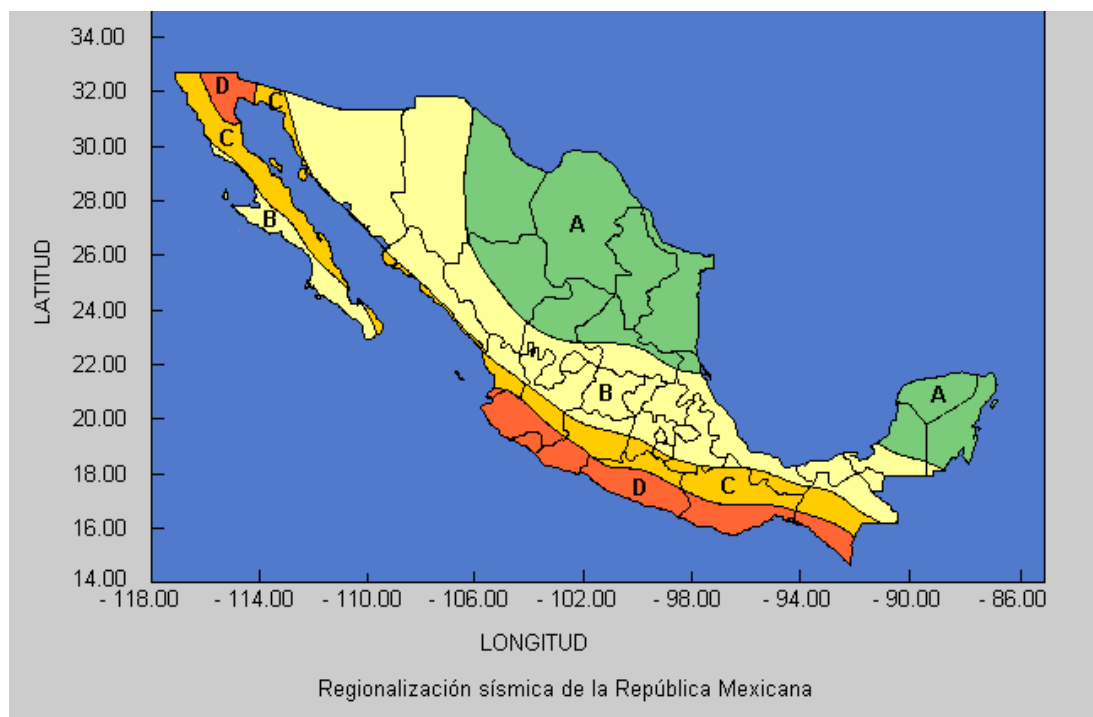 34.00
32.00
30.00
28.00
26.00
24.00
22.00
20.00
18.00
16.00
14.00
LATITUD
D
C
C
B
A
B
A
D
C
- 118.00 - 114.00 - 110.00 - 106.00 - 102.00 - 98.00 - 94.00 - 90.00 - 86.00
LONGITUD
Regionalización sísmica de la República Mexicana